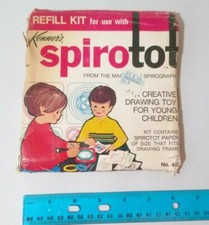 REFILL KIT for use with
Kenner's
spirotot
FROM THE SPIROGRAPH
CREATIVE
DRAWING TOY
FOR YOUNG
CHILDREN
KIT CONTAINS
SPIROTOT PAPER
OF SIZE THAT FITS
DRAWING FRAME
No.